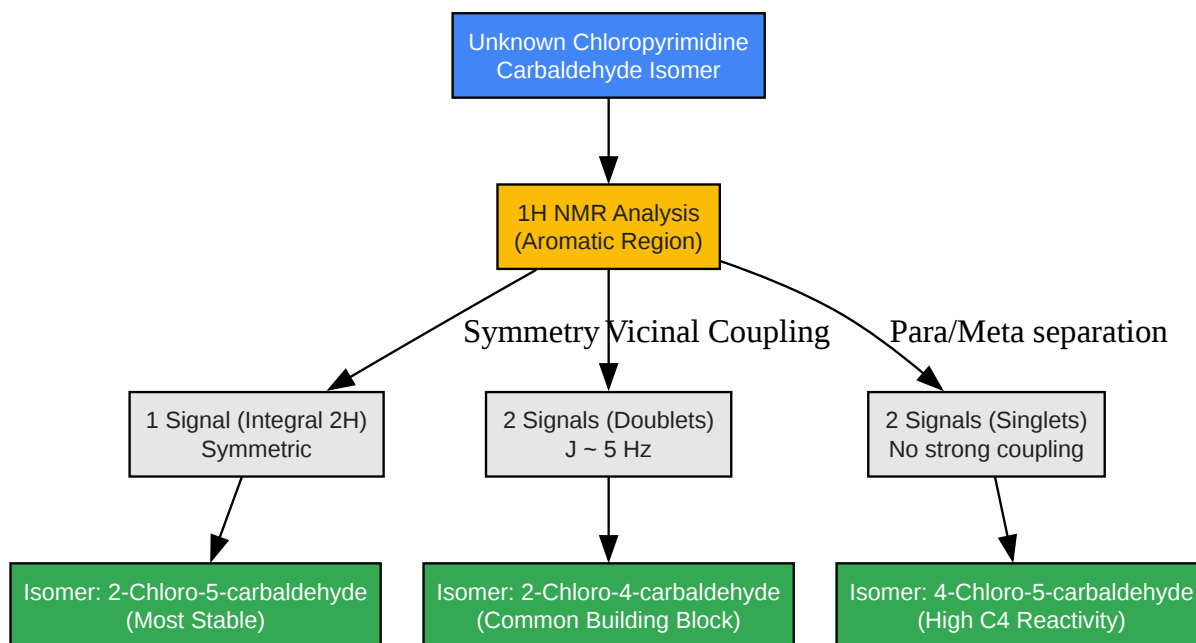 Unknown Chloropyrimidine
Carbaldehyde Isomer
1H NMR Analysis
(Aromatic Region)
Symmetry
Vicinal Coupling
Para/Meta separation
1 Signal (Integral 2H)
Symmetric
2 Signals (Doublets)
J ~ 5 Hz
2 Signals (Singlets)
No strong coupling
Isomer: 2-Chloro-5-carbaldehyde
(Most Stable)
Isomer: 2-Chloro-4-carbaldehyde
(Common Building Block)
Isomer: 4-Chloro-5-carbaldehyde
(High C4 Reactivity)